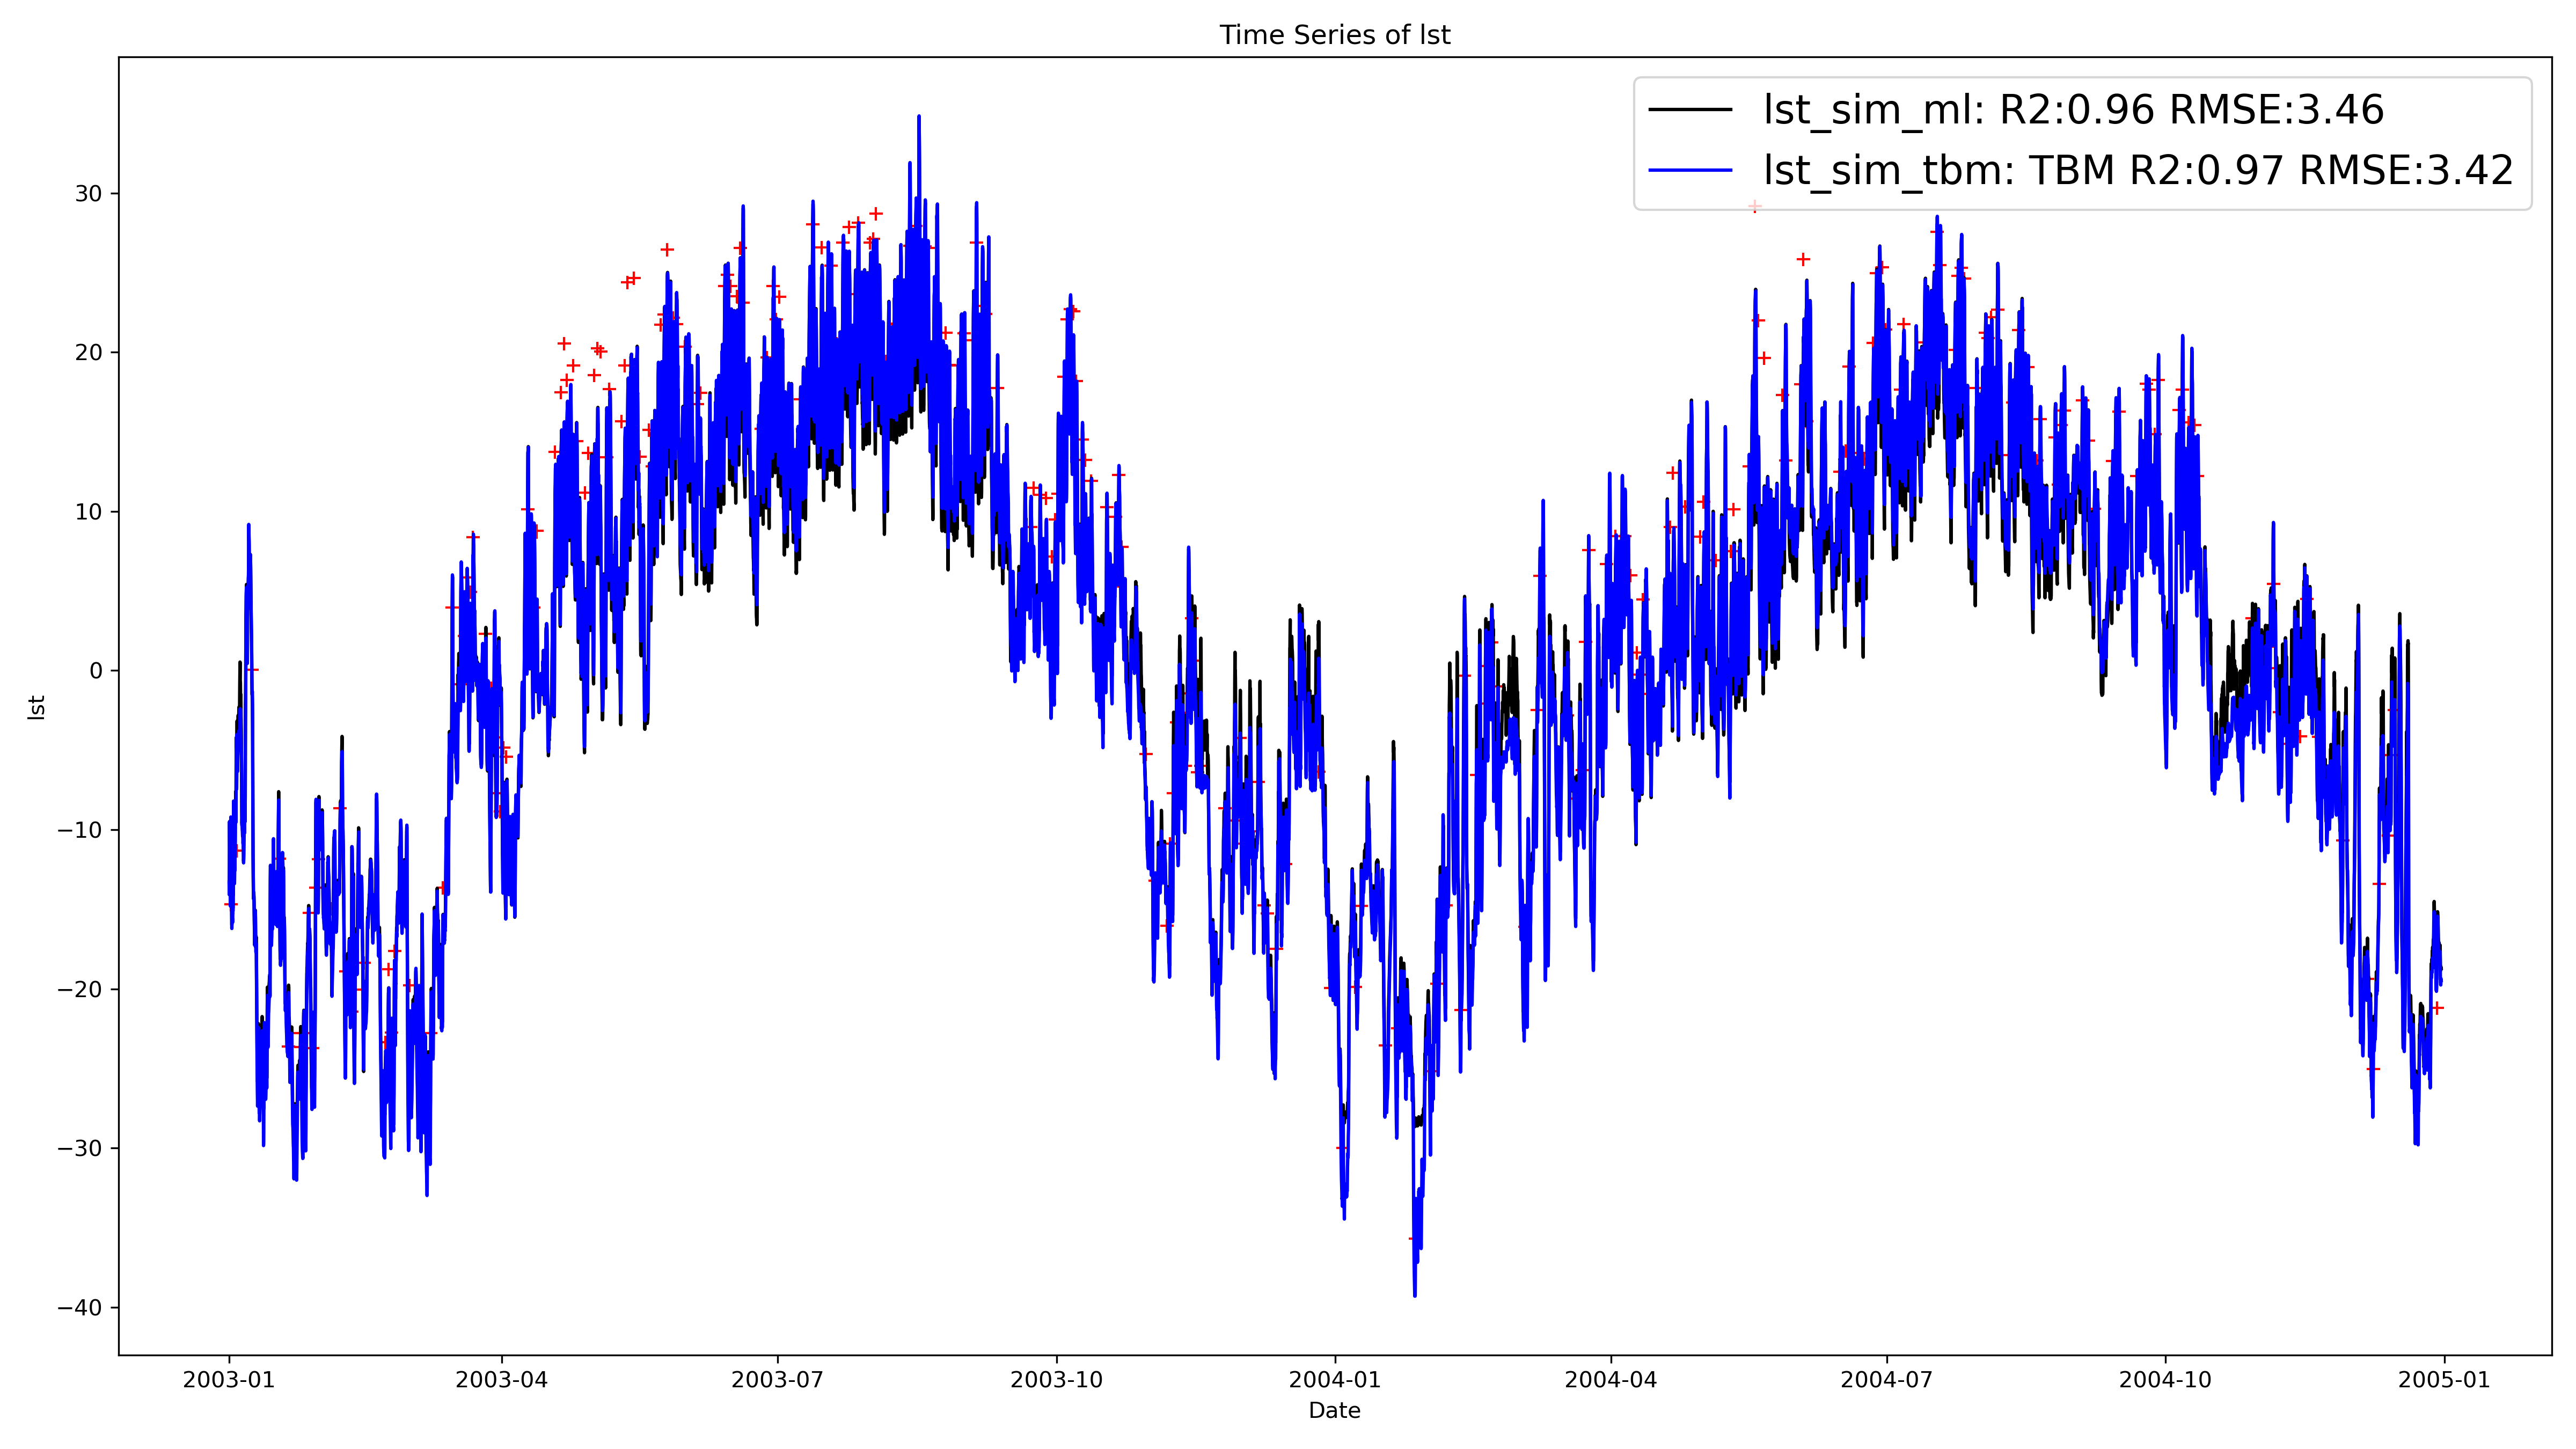 Time Series of lst
lst_sim_ml: R2:0.96 RMSE:3.46
lst_sim_tbm: TBM R2:0.97 RMSE:3.42
30
20
10
0
−10
−20
−30
−40
lst
2003-01 2003-04 2003-07 2003-10 2004-01 2004-04 2004-07 2004-10 2005-01
Date